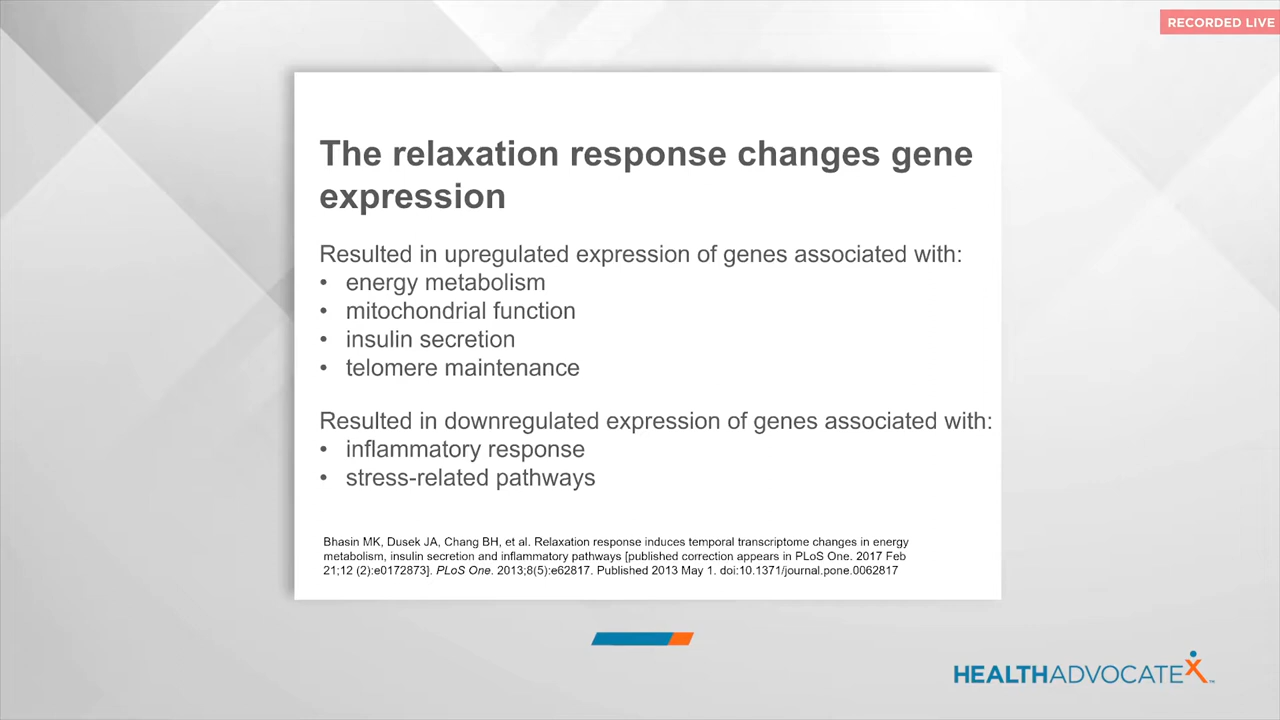 RECORDED LIVE
The relaxation response changes gene
expression
Resulted in upregulated expression of genes associated with:
• energy metabolism
• mitochondrial function
• insulin secretion
• telomere maintenance
Resulted in downregulated expression of genes associated with:
• inflammatory response
• stress-related pathways
Bhasin MK, Dusek JA, Chang BH, et al. Relaxation response induces temporal transcriptome changes in energy
metabolism, insulin secretion and inflammatory pathways [published correction appears in PLoS One. 2017 Feb
21;12 (2):e0172873]. PLoS One. 2013;8(5):e62817. Published 2013 May 1. doi:10.1371/journal.pone.0062817
HEALTHADVOCATEX™